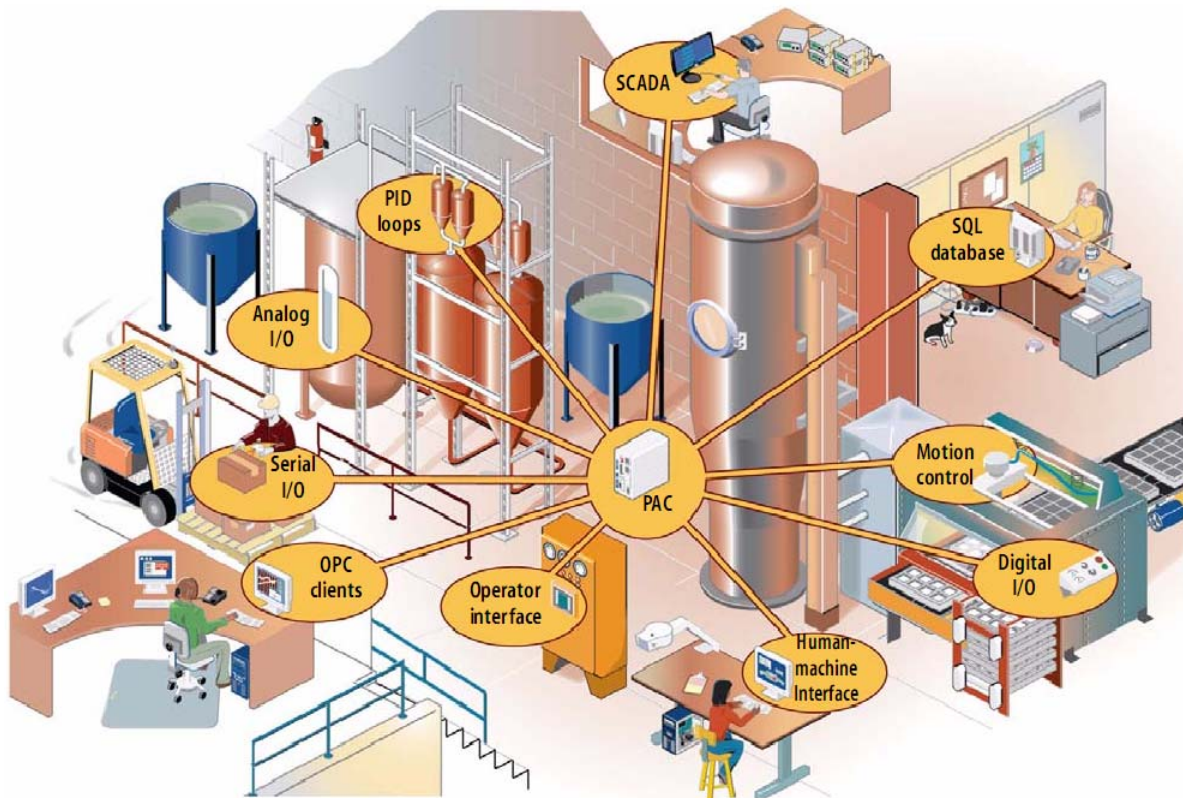 SCADA
PID
loops
SQL
database
Analog
I/O
Motion
control
Serial
I/O
PAC
OPC
clients
Operator
interface
Digital
I/O
Human-
machine
Interface